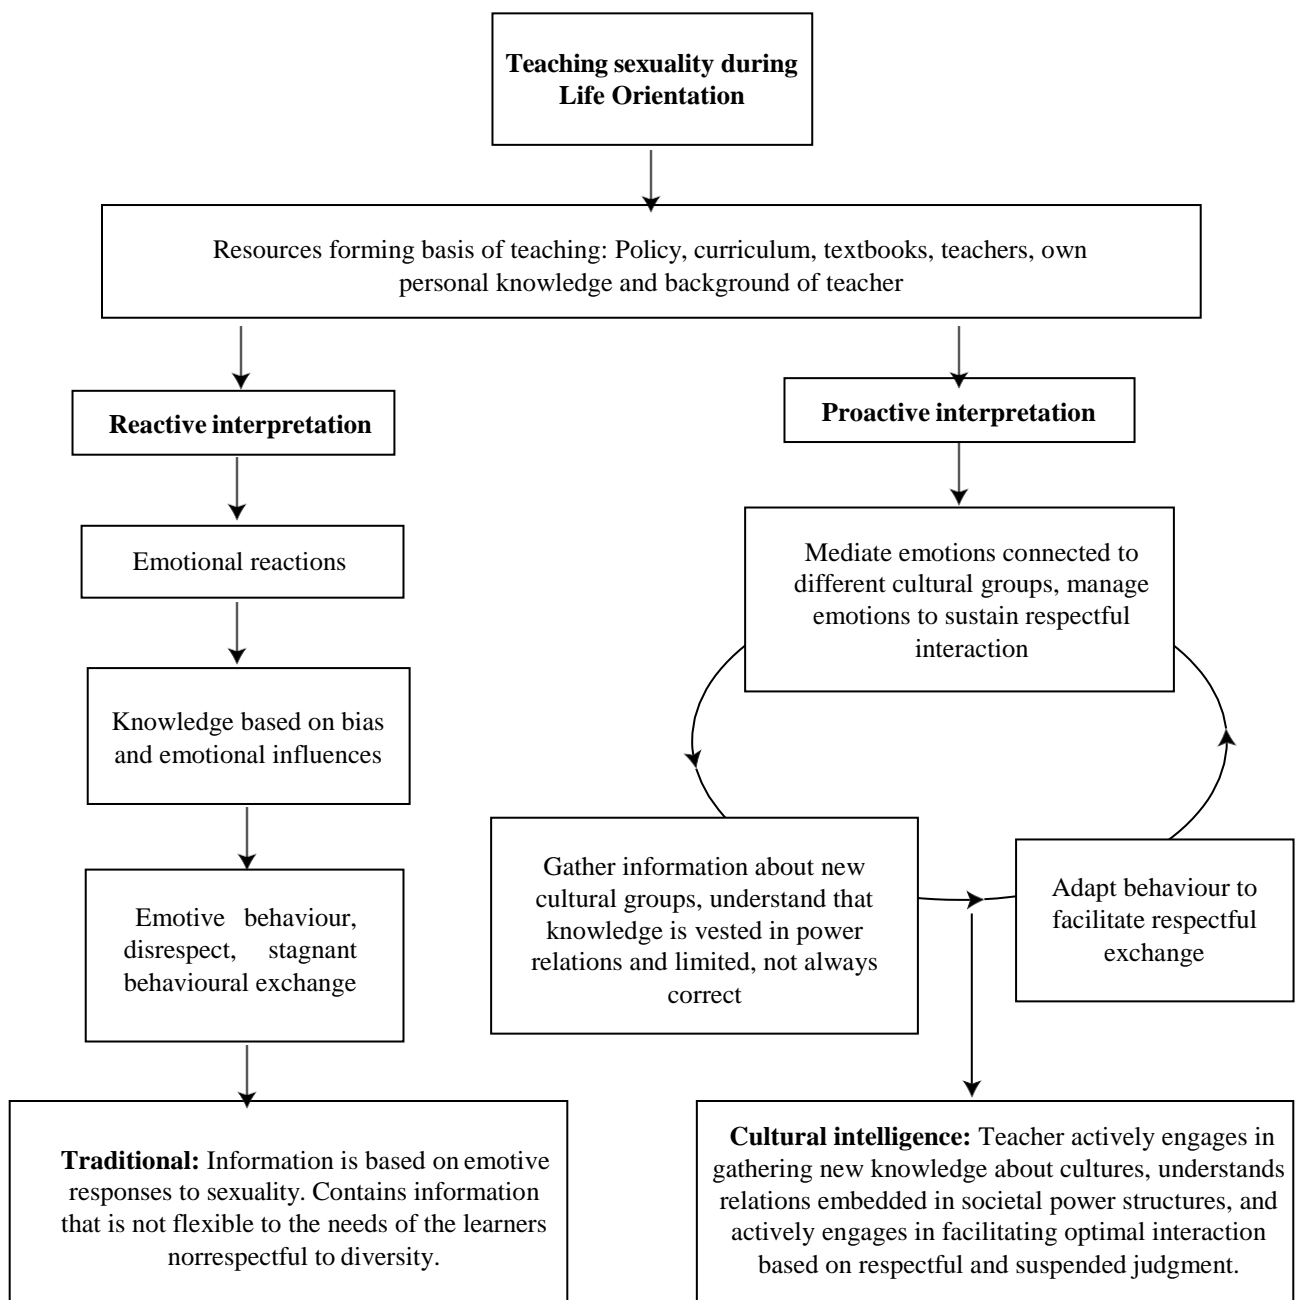 Teaching sexuality during
Life Orientation
Resources forming basis of teaching: Policy, curriculum, textbooks, teachers, own
personal knowledge and background of teacher
Reactive interpretation
Proactive interpretation
Emotional reactions
Mediate emotions connected to
different cultural groups, manage
emotions to sustain respectful
interaction
Knowledge based on bias
and emotional influences
Gather information about new
cultural groups, understand that
knowledge is vested in power
relations and limited, not always
correct
Adapt behaviour to
facilitate respectful
exchange
Emotive behaviour,
disrespect, stagnant
behavioural exchange
Traditional: Information is based on emotive
responses to sexuality. Contains information
that is not flexible to the needs of the learners
norrespectful to diversity.
Cultural intelligence: Teacher actively engages in
gathering new knowledge about cultures, understands
relations embedded in societal power structures, and
actively engages in facilitating optimal interaction
based on respectful and suspended judgment.